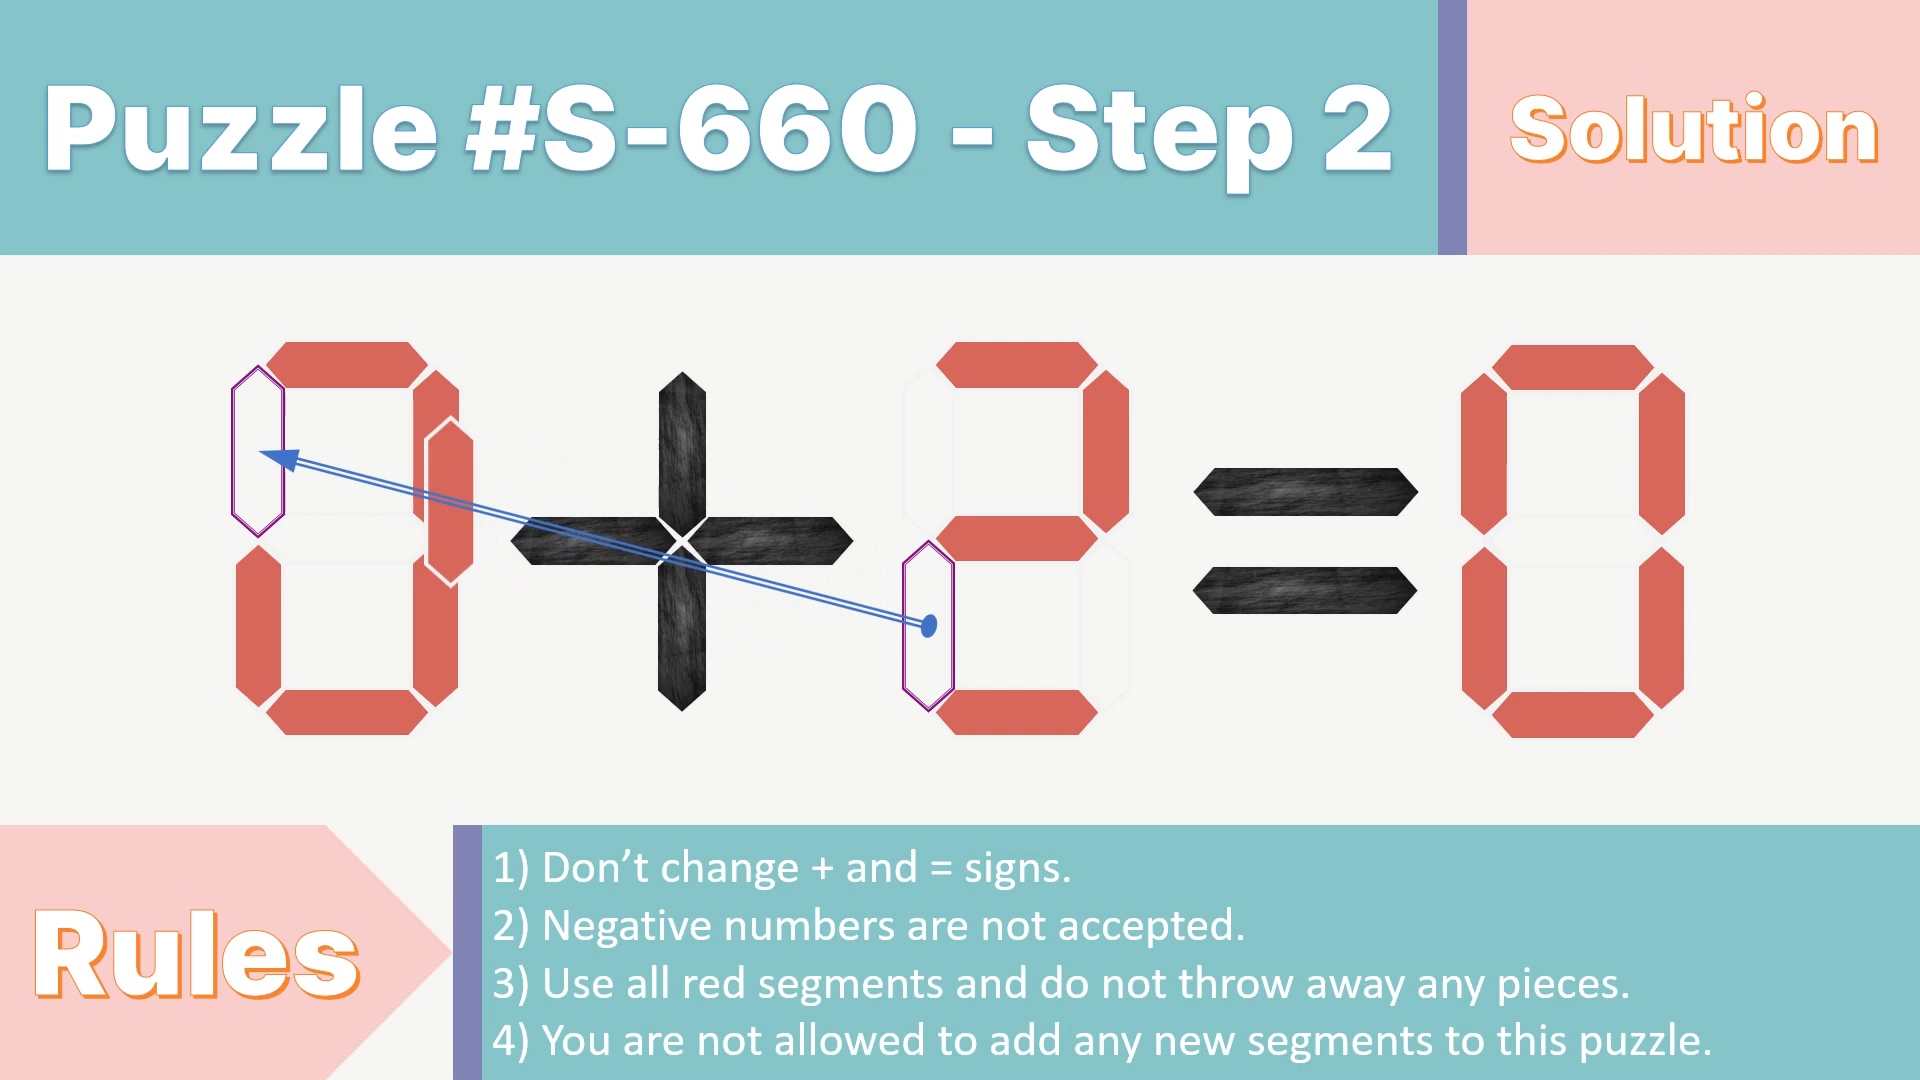 Puzzle #S-660 - Step 2
Solution
Rules
1) Don’t change + and = signs.
2) Negative numbers are not accepted.
3) Use all red segments and do not throw away any pieces.
4) You are not allowed to add any new segments to this puzzle.